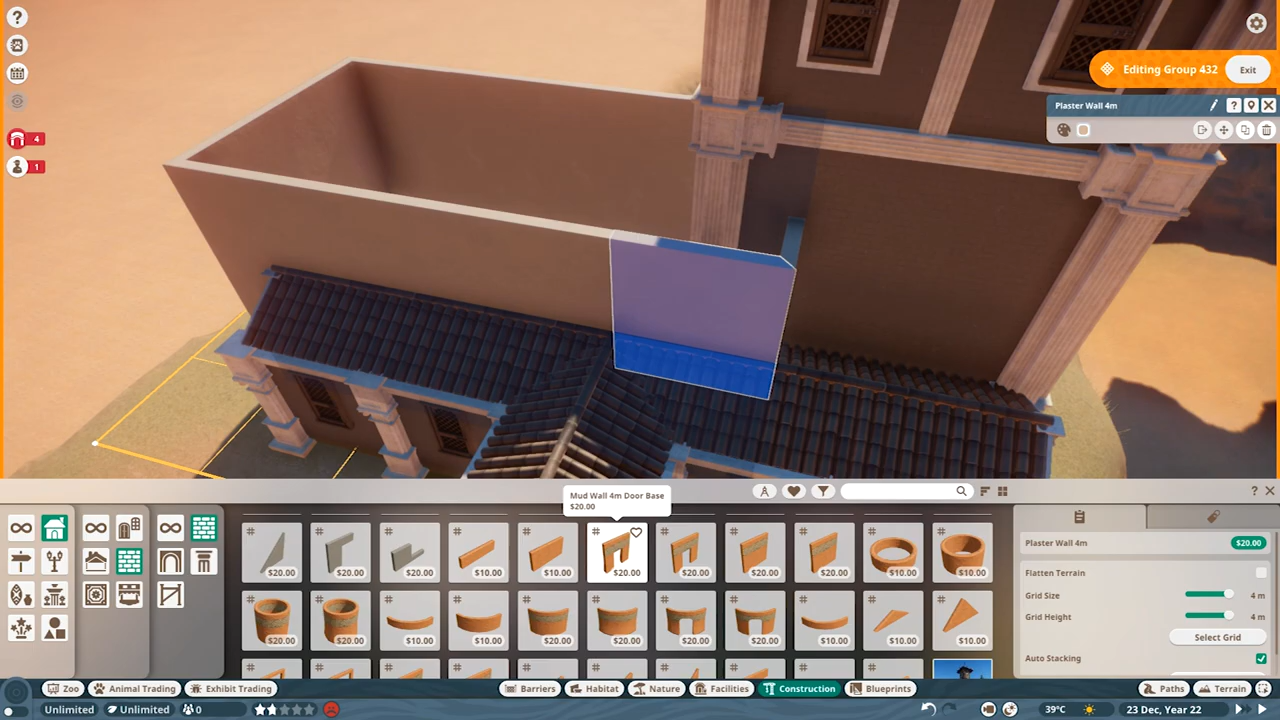 ?
Editing Group 432
Exit
Plaster Wall 4m
?
4
1
Mud Wall 4m Door Base
$20.00
?
$20.00 $20.00 $20.00 $10.00 $10.00 $20.00 $20.00 $20.00 $20.00 $10.00 $10.00
Plaster Wall 4m $20.00
Flatten Terrain
Grid Size 4 m
Grid Height 4 m
Select Grid
Auto Stacking
$20.00 $20.00 $10.00 $10.00 $20.00 $20.00 $20.00 $20.00 $10.00 $10.00 $10.00
Zoo Animal Trading Exhibit Trading Barriers Habitat Nature Facilities Construction Blueprints Paths Terrain
Unlimited Unlimited 0 39°C 23 Dec, Year 22